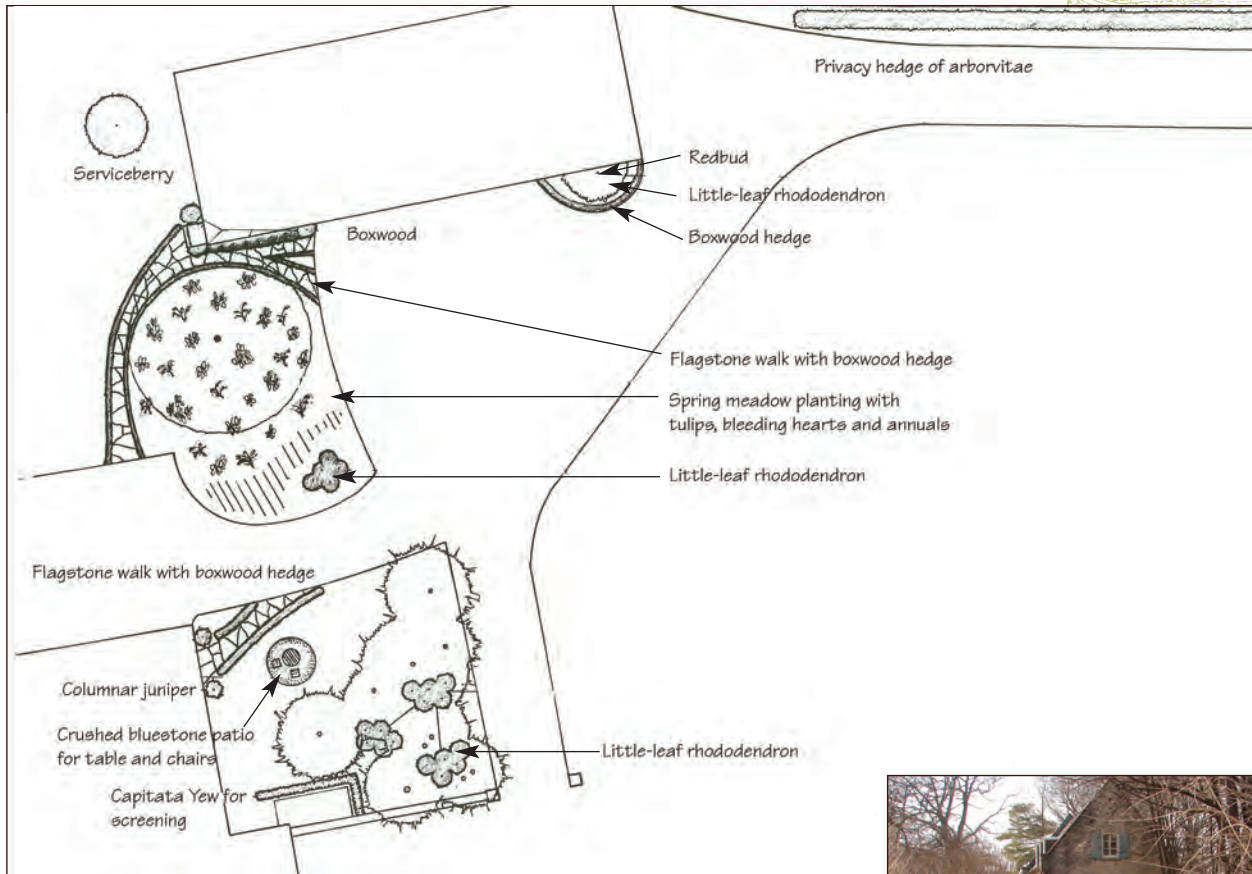 Privacy hedge of arborvitae
Serviceberry
Redbud
Little-leaf rhododendron
Boxwood
Boxwood hedge
Flagstone walk with boxwood hedge
Spring meadow planting with
tulips, bleeding hearts and annuals
Little-leaf rhododendron
Flagstone walk with boxwood hedge
Columnar juniper
Crushed bluestone patio
for table and chairs
Little-leaf rhododendron
Capitata Yew for
screening